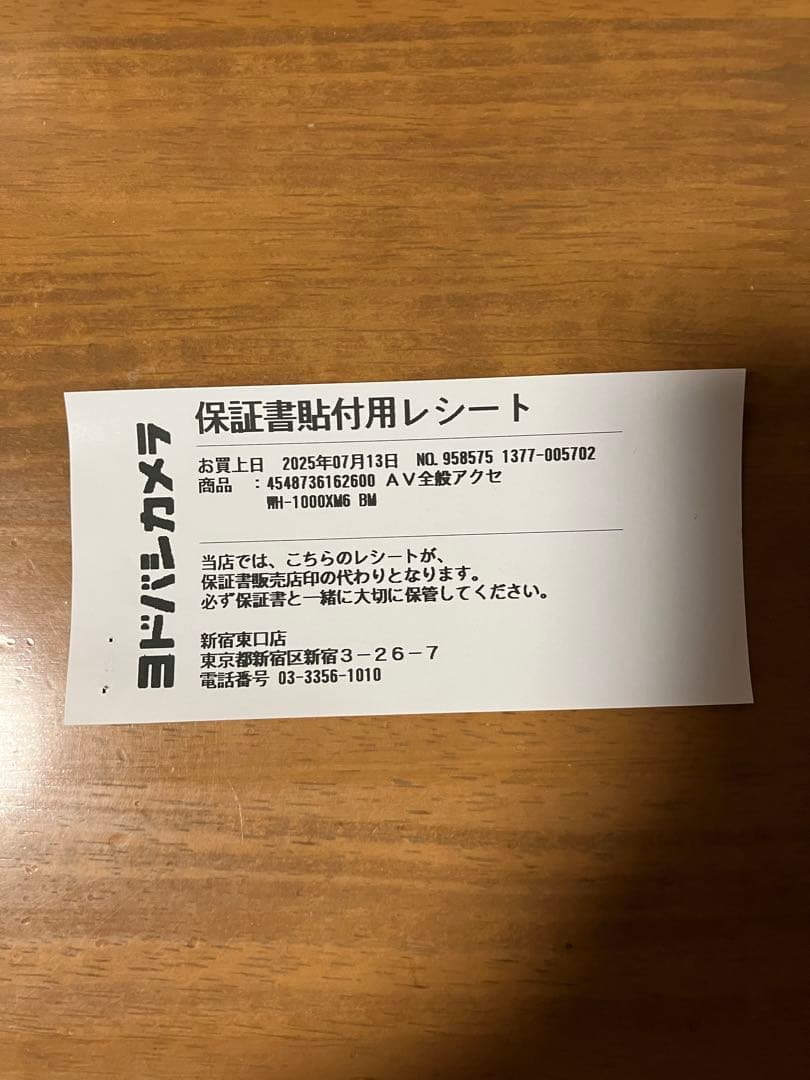 ヨドバシカメラ
保証書貼付用レシート
お買上日 2025年07月13日 NO. 958575 1377-005702
商品 :4548736162600 AV全般アクセ
WH-1000XM6 BM
当店では、こちらのレシートが、
保証書販売店印の代わりとなります。
必ず保証書と一緒に大切に保管してください。
新宿東口店
東京都新宿区新宿3-26-7
電話番号 03-3356-1010